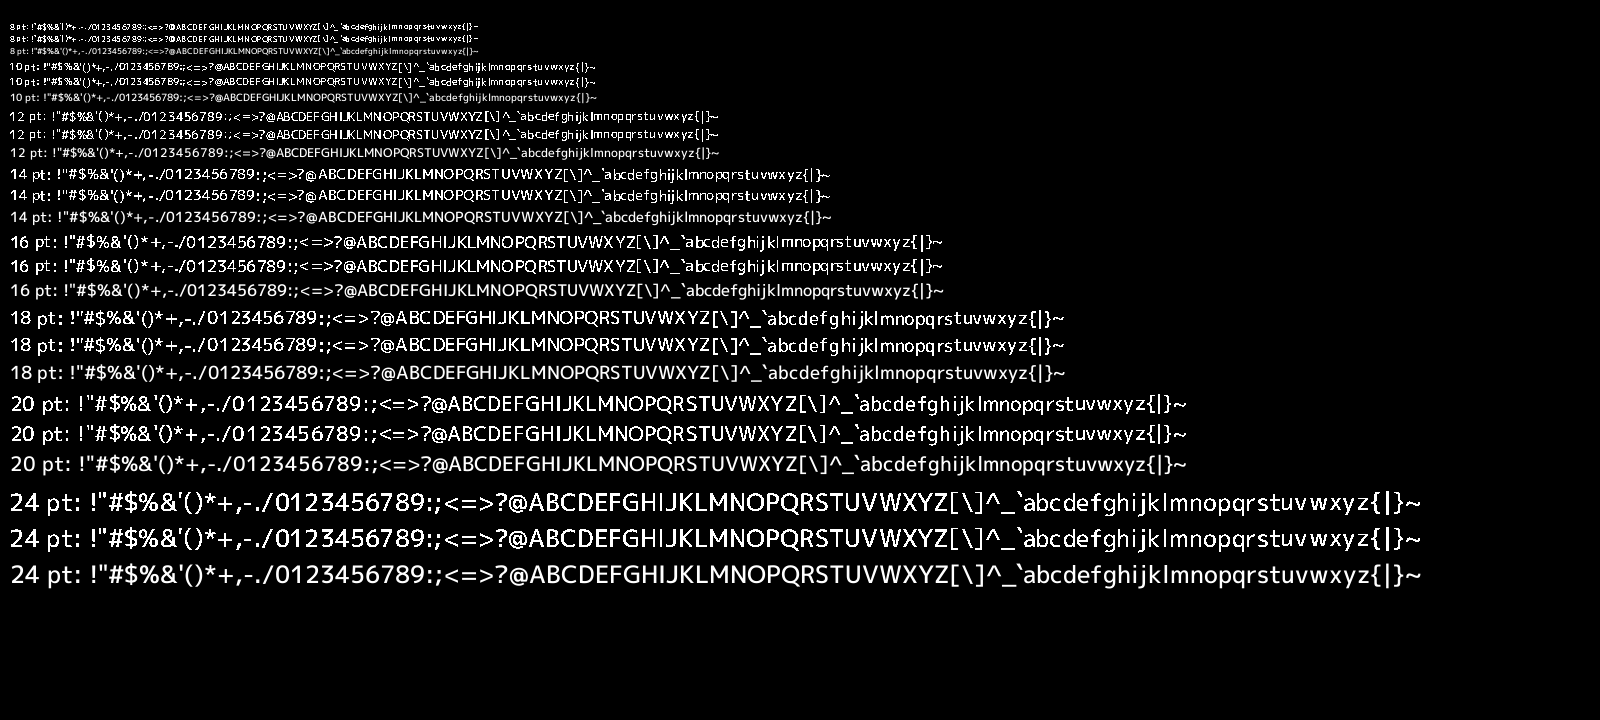 8 pt: !"#$%&'()*+,-./0123456789:;<=>?@ABCDEFGHIJKLMNOPQRSTUVWXYZ[\]^_`abcdefghijklmnopqrstuvwxyz{|}~
8 pt: !"#$%&'()*+,-./0123456789:;<=>?@ABCDEFGHIJKLMNOPQRSTUVWXYZ[\]^_`abcdefghijklmnopqrstuvwxyz{|}~
8 pt: !"#$%&'()*+,-./0123456789:;<=>?@ABCDEFGHIJKLMNOPQRSTUVWXYZ[\]^_`abcdefghijklmnopqrstuvwxyz{|}~
10 pt: !"#$%&'()*+,-./0123456789:;<=>?@ABCDEFGHIJKLMNOPQRSTUVWXYZ[\]^_`abcdefghijklmnopqrstuvwxyz{|}~
10 pt: !"#$%&'()*+,-./0123456789:;<=>?@ABCDEFGHIJKLMNOPQRSTUVWXYZ[\]^_`abcdefghijklmnopqrstuvwxyz{|}~
10 pt: !"#$%&'()*+,-./0123456789:;<=>?@ABCDEFGHIJKLMNOPQRSTUVWXYZ[\]^_`abcdefghijklmnopqrstuvwxyz{|}~
12 pt: !"#$%&'()*+,-./0123456789:;<=>?@ABCDEFGHIJKLMNOPQRSTUVWXYZ[\]^_`abcdefghijklmnopqrstuvwxyz{|}~
12 pt: !"#$%&'()*+,-./0123456789:;<=>?@ABCDEFGHIJKLMNOPQRSTUVWXYZ[\]^_`abcdefghijklmnopqrstuvwxyz{|}~
12 pt: !"#$%&'()*+,-./0123456789:;<=>?@ABCDEFGHIJKLMNOPQRSTUVWXYZ[\]^_`abcdefghijklmnopqrstuvwxyz{|}~
14 pt: !"#$%&'()*+,-./0123456789:;<=>?@ABCDEFGHIJKLMNOPQRSTUVWXYZ[\]^_`abcdefghijklmnopqrstuvwxyz{|}~
14 pt: !"#$%&'()*+,-./0123456789:;<=>?@ABCDEFGHIJKLMNOPQRSTUVWXYZ[\]^_`abcdefghijklmnopqrstuvwxyz{|}~
14 pt: !"#$%&'()*+,-./0123456789:;<=>?@ABCDEFGHIJKLMNOPQRSTUVWXYZ[\]^_`abcdefghijklmnopqrstuvwxyz{|}~
16 pt: !"#$%&'()*+,-./0123456789:;<=>?@ABCDEFGHIJKLMNOPQRSTUVWXYZ[\]^_`abcdefghijklmnopqrstuvwxyz{|}~
16 pt: !"#$%&'()*+,-./0123456789:;<=>?@ABCDEFGHIJKLMNOPQRSTUVWXYZ[\]^_`abcdefghijklmnopqrstuvwxyz{|}~
16 pt: !"#$%&'()*+,-./0123456789:;<=>?@ABCDEFGHIJKLMNOPQRSTUVWXYZ[\]^_`abcdefghijklmnopqrstuvwxyz{|}~
18 pt: !"#$%&'()*+,-./0123456789:;<=>?@ABCDEFGHIJKLMNOPQRSTUVWXYZ[\]^_`abcdefghijklmnopqrstuvwxyz{|}~
18 pt: !"#$%&'()*+,-./0123456789:;<=>?@ABCDEFGHIJKLMNOPQRSTUVWXYZ[\]^_`abcdefghijklmnopqrstuvwxyz{|}~
18 pt: !"#$%&'()*+,-./0123456789:;<=>?@ABCDEFGHIJKLMNOPQRSTUVWXYZ[\]^_`abcdefghijklmnopqrstuvwxyz{|}~
20 pt: !"#$%&'()*+,-./0123456789:;<=>?@ABCDEFGHIJKLMNOPQRSTUVWXYZ[\]^_`abcdefghijklmnopqrstuvwxyz{|}~
20 pt: !"#$%&'()*+,-./0123456789:;<=>?@ABCDEFGHIJKLMNOPQRSTUVWXYZ[\]^_`abcdefghijklmnopqrstuvwxyz{|}~
20 pt: !"#$%&'()*+,-./0123456789:;<=>?@ABCDEFGHIJKLMNOPQRSTUVWXYZ[\]^_`abcdefghijklmnopqrstuvwxyz{|}~
24 pt: !"#$%&'()*+,-./0123456789:;<=>?@ABCDEFGHIJKLMNOPQRSTUVWXYZ[\]^_`abcdefghijklmnopqrstuvwxyz{|}~
24 pt: !"#$%&'()*+,-./0123456789:;<=>?@ABCDEFGHIJKLMNOPQRSTUVWXYZ[\]^_`abcdefghijklmnopqrstuvwxyz{|}~
24 pt: !"#$%&'()*+,-./0123456789:;<=>?@ABCDEFGHIJKLMNOPQRSTUVWXYZ[\]^_`abcdefghijklmnopqrstuvwxyz{|}~